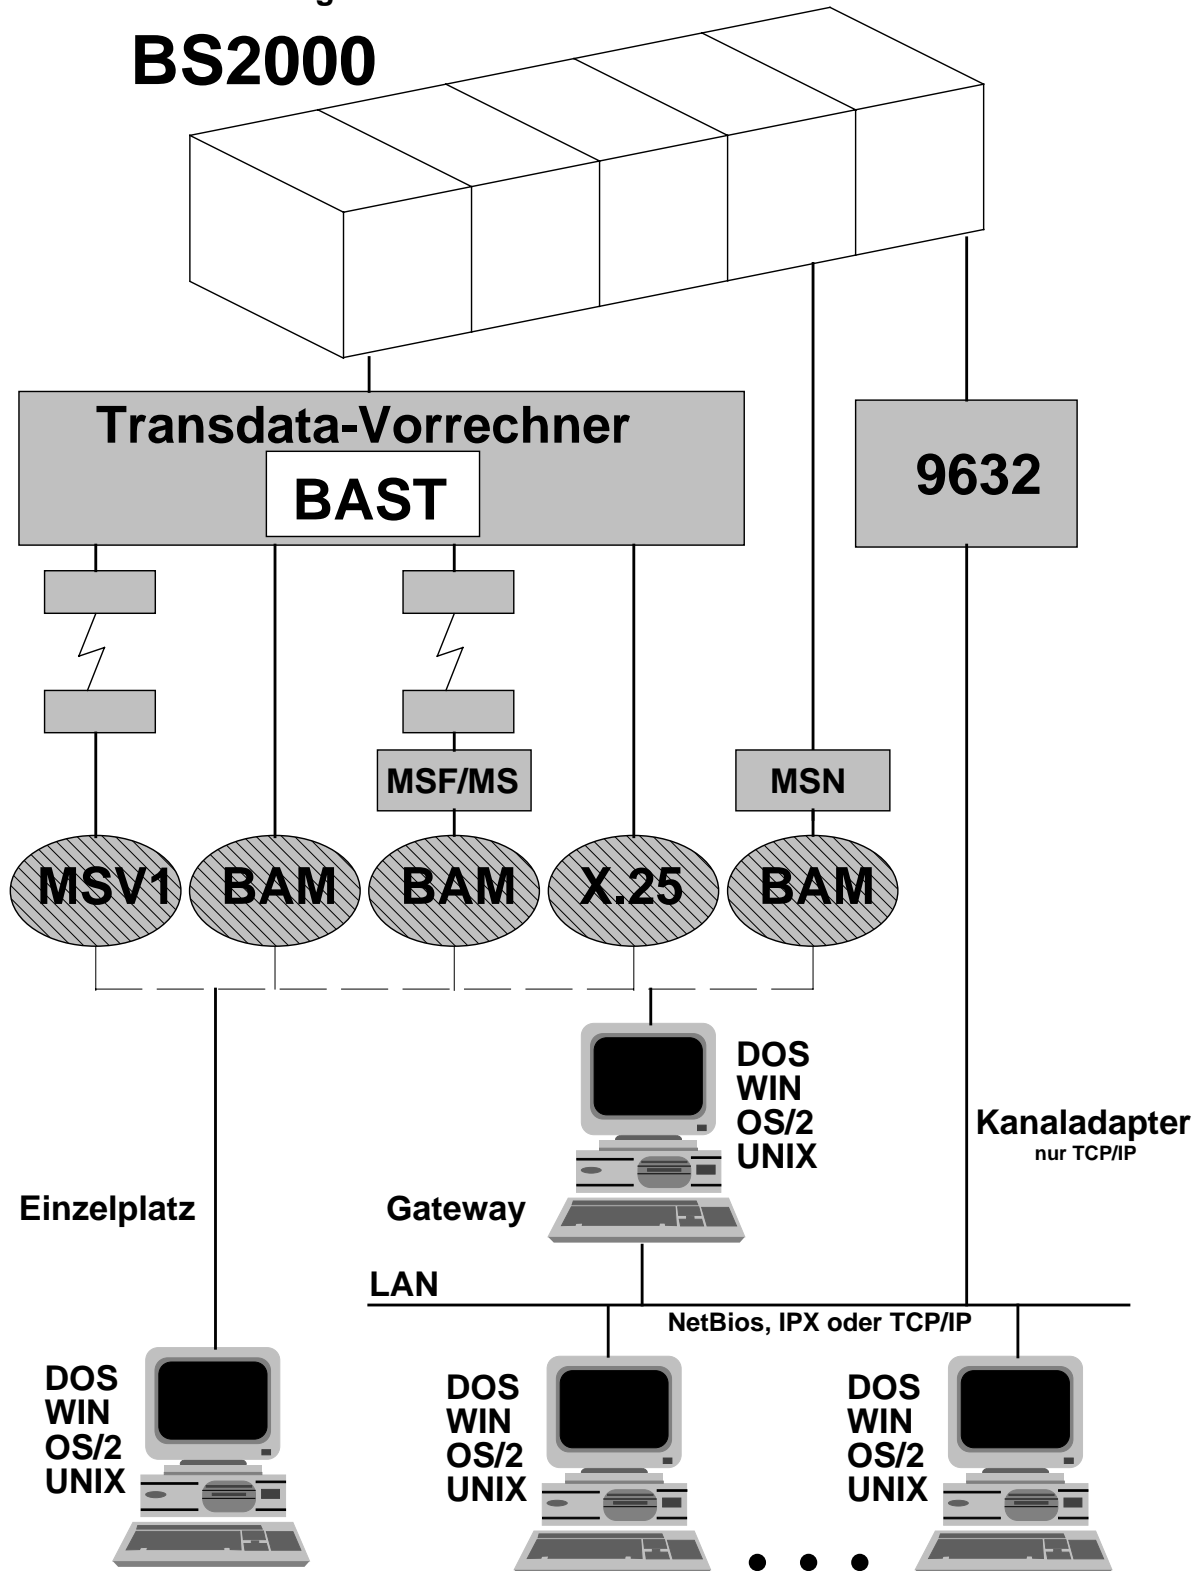 BS2000
Transdata-Vorrechner
BAST
9632
MSF/MS
MSN
MSV1
BAM
BAM
X.25
BAM
DOS
WIN
OS/2
UNIX
Kanaladapter
nur TCP/IP
Einzelplatz
Gateway
LAN
NetBios, IPX oder TCP/IP
DOS
WIN
OS/2
UNIX
DOS
WIN
OS/2
UNIX
DOS
WIN
OS/2
UNIX